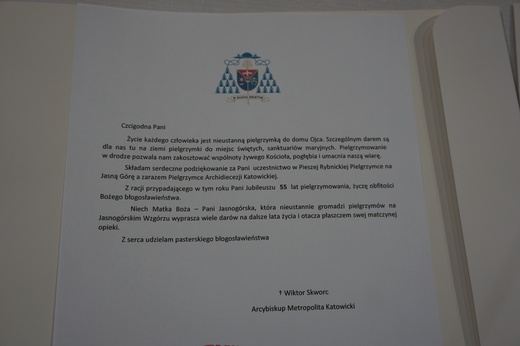 Czcigodna Pani
Życie każdego człowieka jest nieustanną pielgrzymką do domu Ojca. Szczególnym darem są
dla nas tu na ziemi pielgrzymki do miejsc świętych, sanktuariów maryjnych. Pielgrzymowanie
w drodze pozwala nam zakosztować wspólnoty żywego Kościoła, pogłębia i umacnia naszą wiarę.
Składam serdeczne podziękowanie za Pani uczestnictwo w Pieszej Rybnickiej Pielgrzymce na
Jasną Górę a zarazem Pielgrzymce Archidiecezji Katowickiej.
Z racji przypadającego w tym roku Pani Jubileuszu 55 lat pielgrzymowania, życzę obfitości
Bożego błogosławieństwa.
Niech Matka Boża – Pani Jasnogórska, która nieustannie gromadzi pielgrzymów na
Jasnogórskim Wzgórzu wyprasza wiele darów na dalsze lata życia i otacza płaszczem swej matczynej
opieki.
Z serca udzielam pasterskiego błogosławieństwa
† Wiktor Skworc
Arcybiskup Metropolita Katowicki